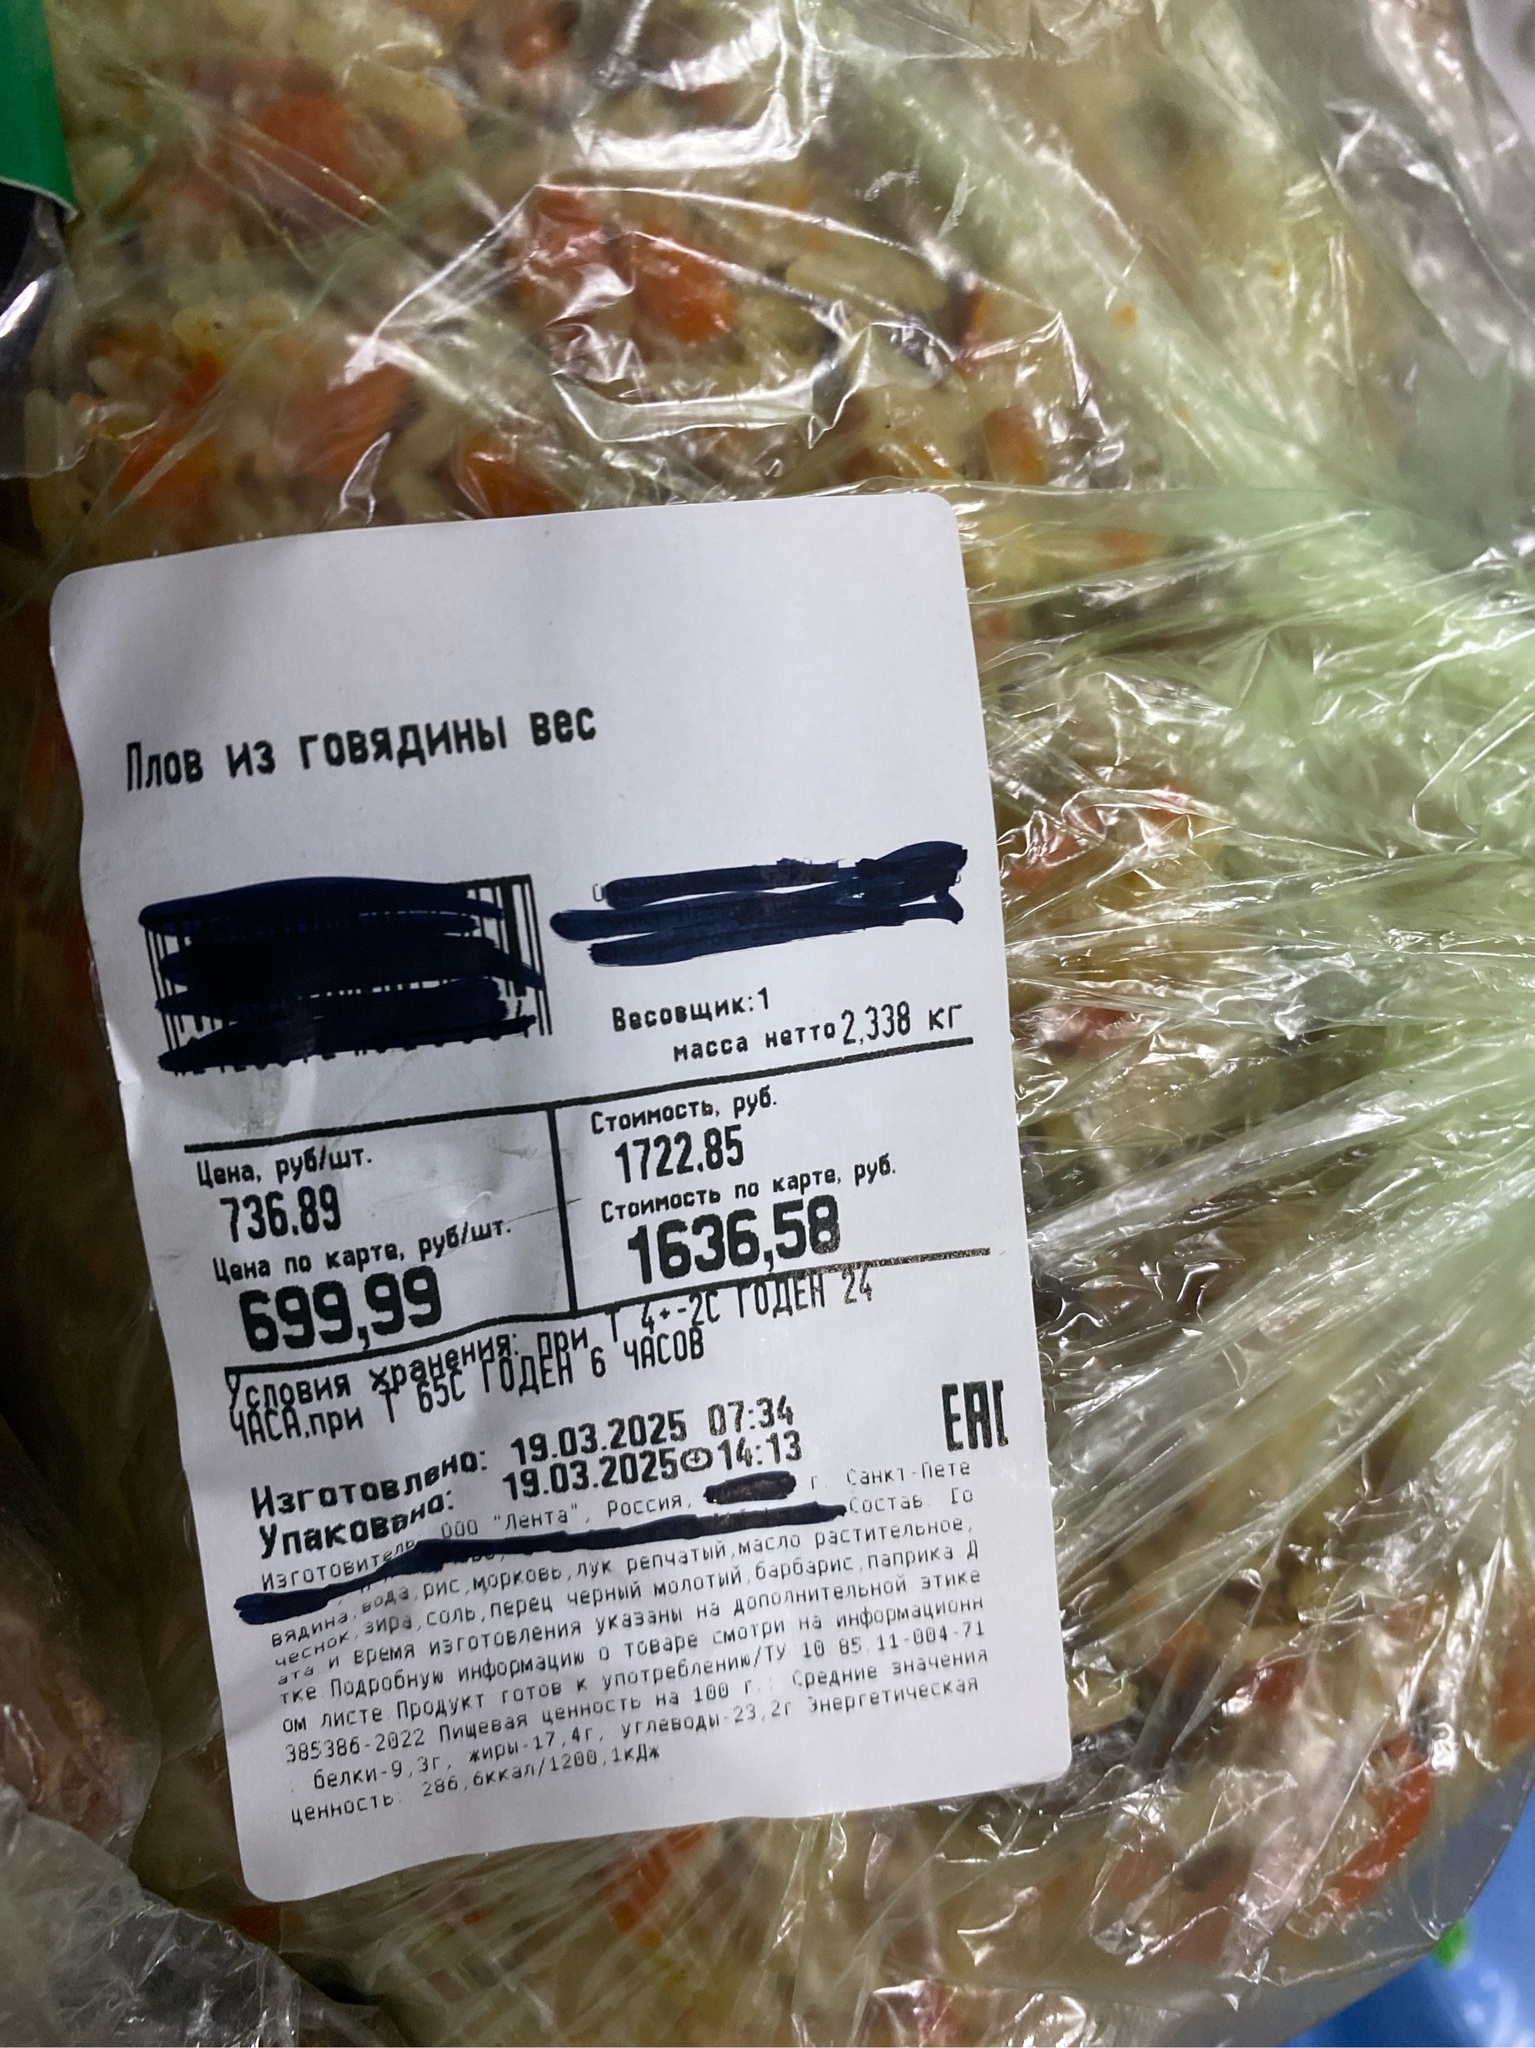 Плов из говядины вес
Весовщик:1
масса нетто 2,338 кг
Цена, руб/шт.
736.89
Цена по карте, руб/шт.
699,99
Стоимость, руб.
1722.85
Стоимость по карте, руб.
1636,58
Условия хранения: при Т 4+-2С ГОДЕН 24
ЧАСА.при Т 65С ГОДЕН 6 ЧАСОВ
Изготовлено: 19.03.2025 07:34
Упаковано: 19.03.2025 14:13
EAC
Изготовитель ООО "Лента", Россия, г. Санкт-Пете
Состав: Го
вядина,вода,рис,морковь,лук репчатый,масло растительное,
чеснок,зира,соль,перец черный молотый,барбарис,паприка Д
ата и время изготовления указаны на дополнительной этике
тке.Подробную информацию о товаре смотри на информационн
ом листе.Продукт готов к употреблению/ТУ 10.85.11-004-71
385386-2022 Пищевая ценность на 100 г.: Средние значения
: белки-9,3г, жиры-17,4г, углеводы-23,2г Энергетическая
ценность: 286,6ккал/1200,1кДж